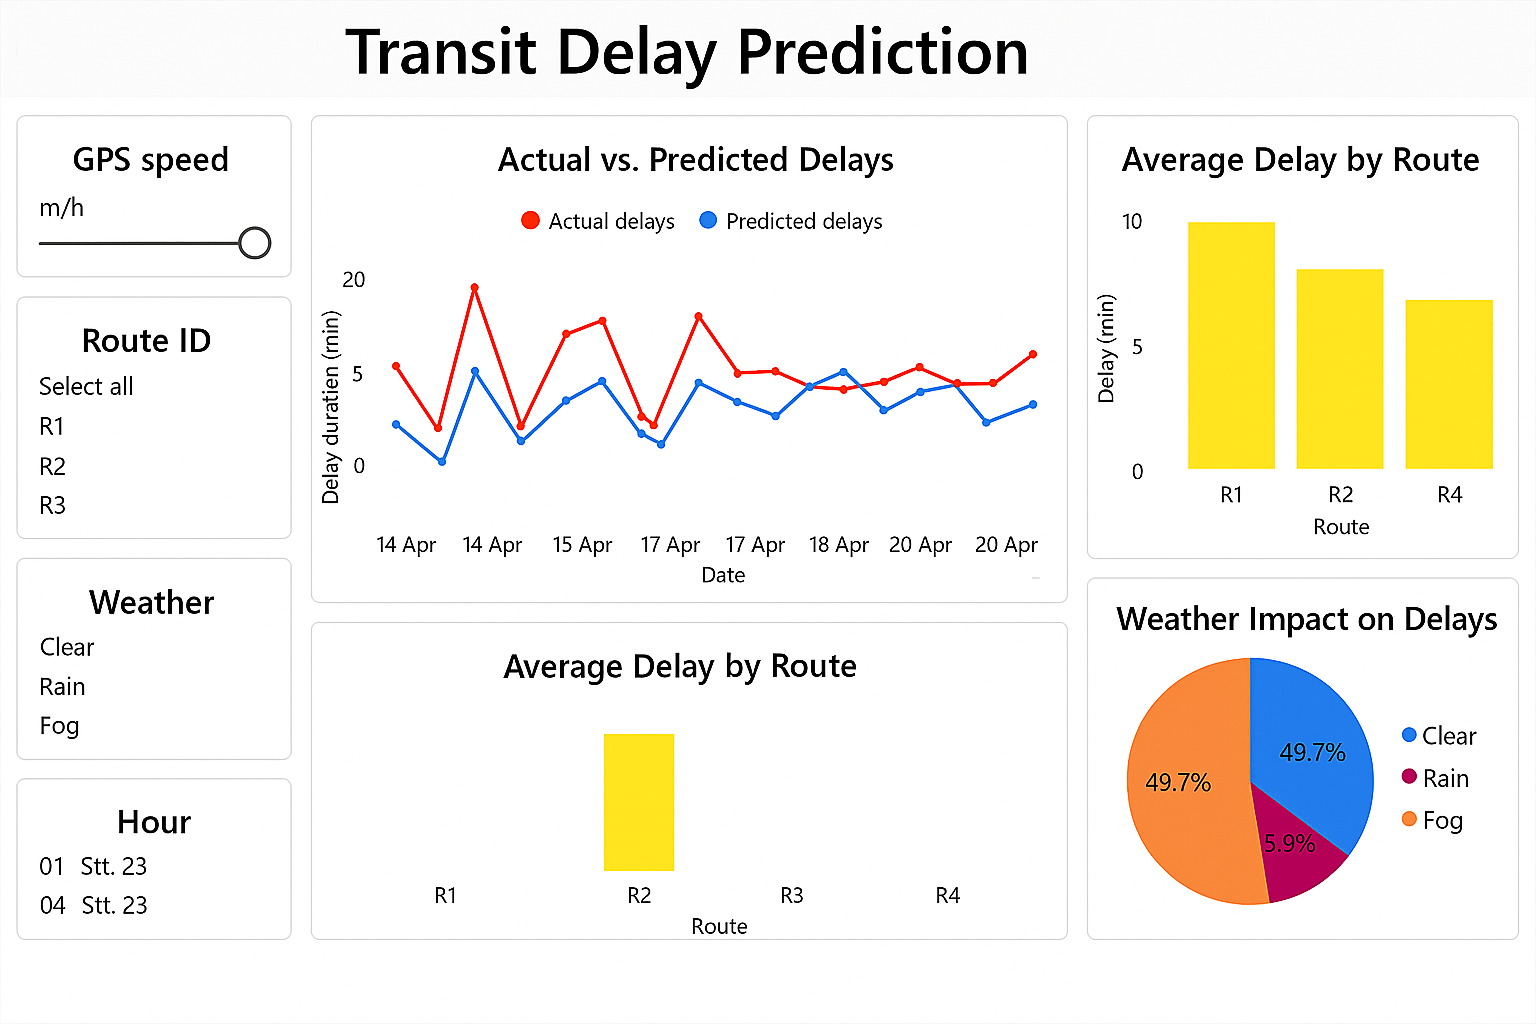 Transit Delay Prediction
GPS speed
m/h
Route ID
Select all
R1
R2
R3
Weather
Clear
Rain
Fog
Hour
01 Stt. 23
04 Stt. 23
Actual vs. Predicted Delays
Actual delays Predicted delays
Delay duratien (min)
20
5
0
14 Apr 14 Apr 15 Apr 17 Apr 17 Apr 18 Apr 20 Apr 20 Apr
Date
Average Delay by Route
R1 R2 R3 R4
Route
Average Delay by Route
Delay (min)
10
5
0
R1 R2 R4
Route
Weather Impact on Delays
49.7%
49.7%
5.9%
Clear
Rain
Fog